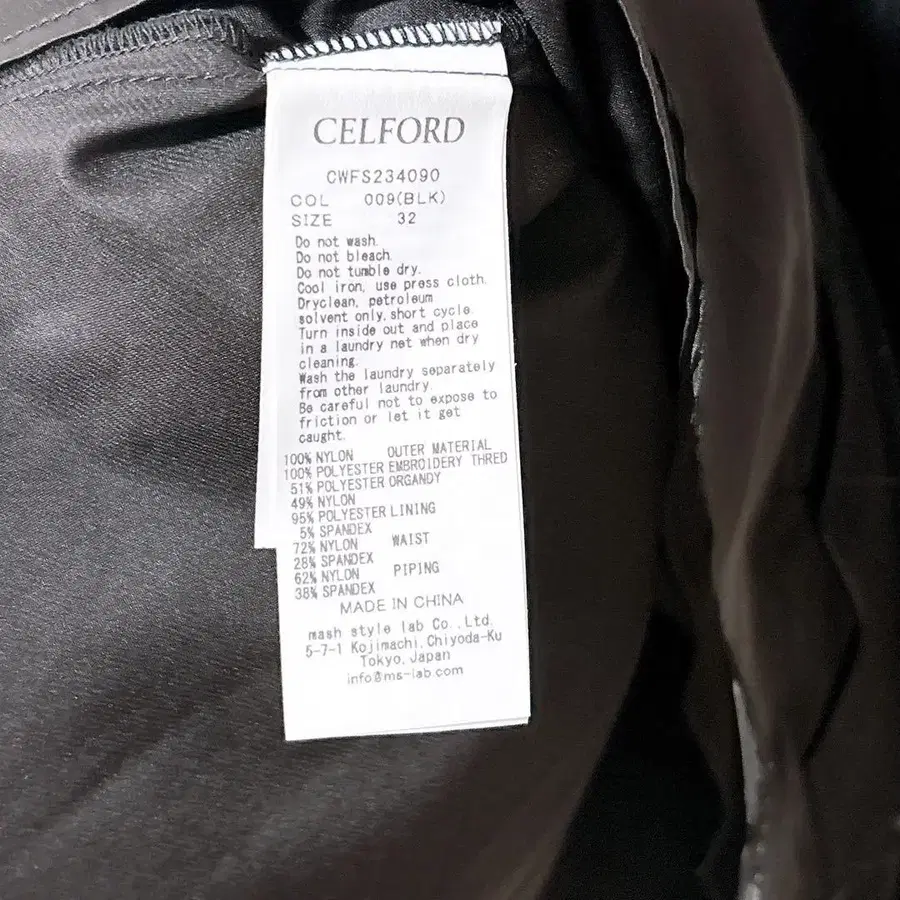 CELFORD
CWFS234090
COL 009(BLK)
SIZE 32
Do not wash.
Do not bleach.
Do not tumble dry.
Cool iron, use press cloth.
Dryclean, petroleum
solvent only, short cycle.
Turn inside out and place
in a laundry net when dry
cleaning.
Wash the laundry separately
from other laundry.
Be careful not to expose to
friction or let it get
caught.
100% NYLON OUTER MATERIAL
100% POLYESTER EMBROIDERY THRED
51% POLYESTER ORGANDY
49% NYLON
95% POLYESTER LINING
5% SPANDEX
72% NYLON WAIST
28% SPANDEX
62% NYLON PIPING
38% SPANDEX
MADE IN CHINA
mash style lab Co.,Ltd.
5-7-1 Kojimachi,Chiyoda-Ku
Tokyo,Japan
info@ms-lab.com